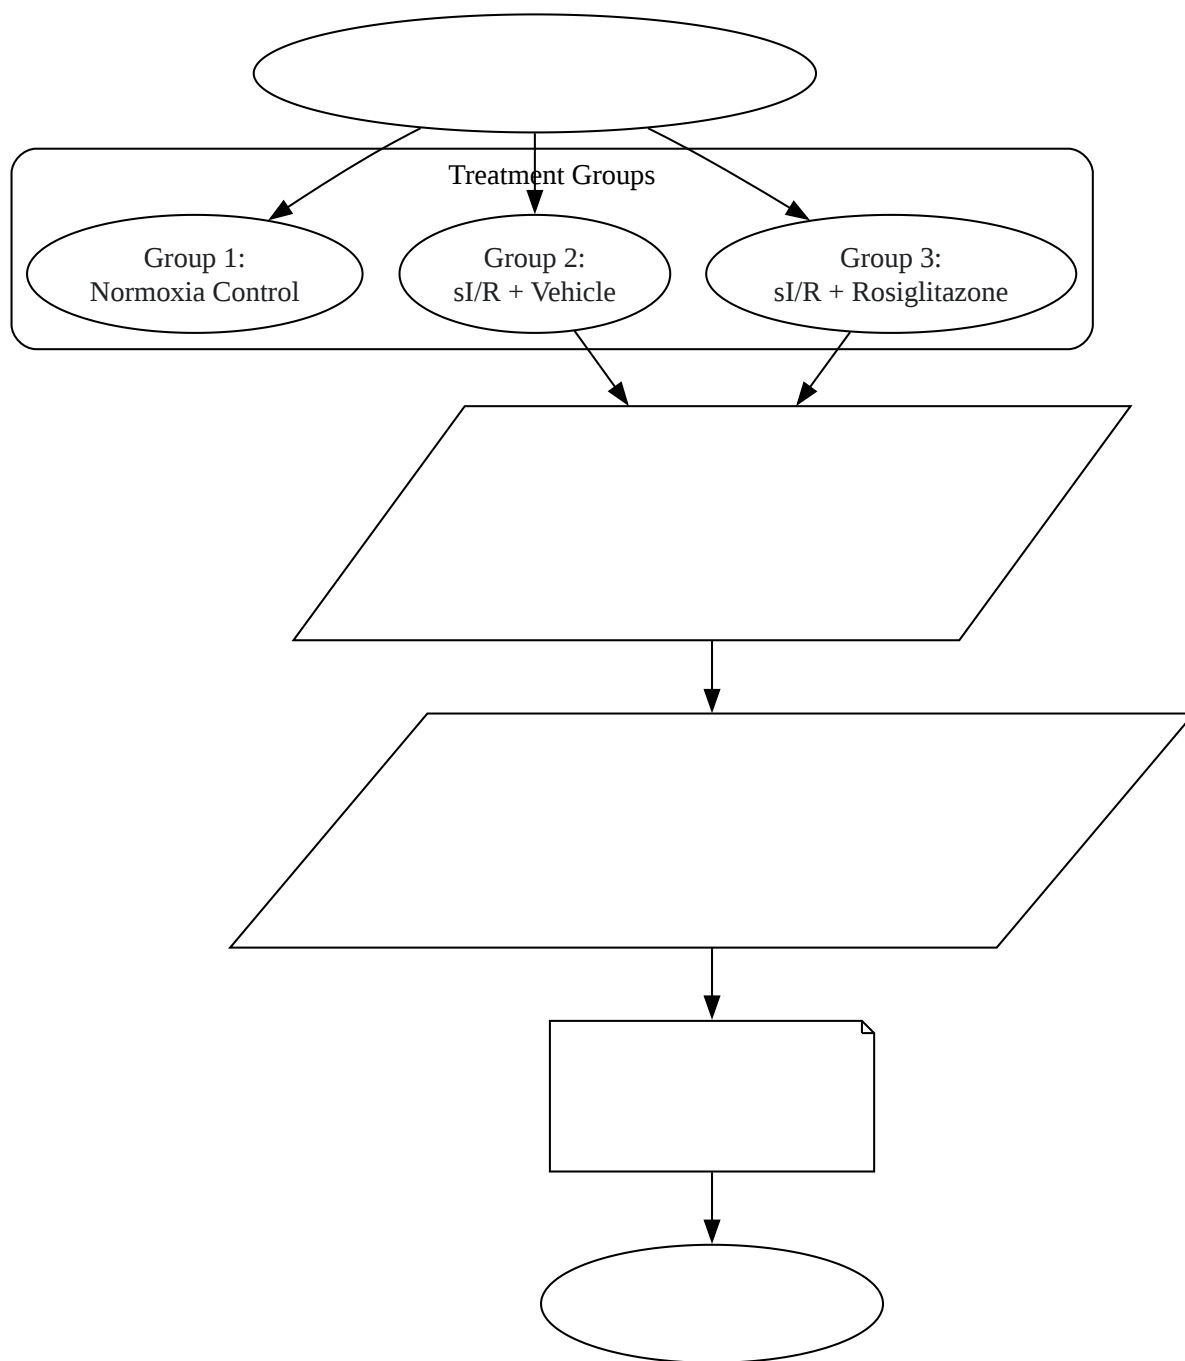 Treatment Groups
Group 1:
Normoxia Control
Group 2:
sI/R + Vehicle
Group 3:
sI/R + Rosiglitazone